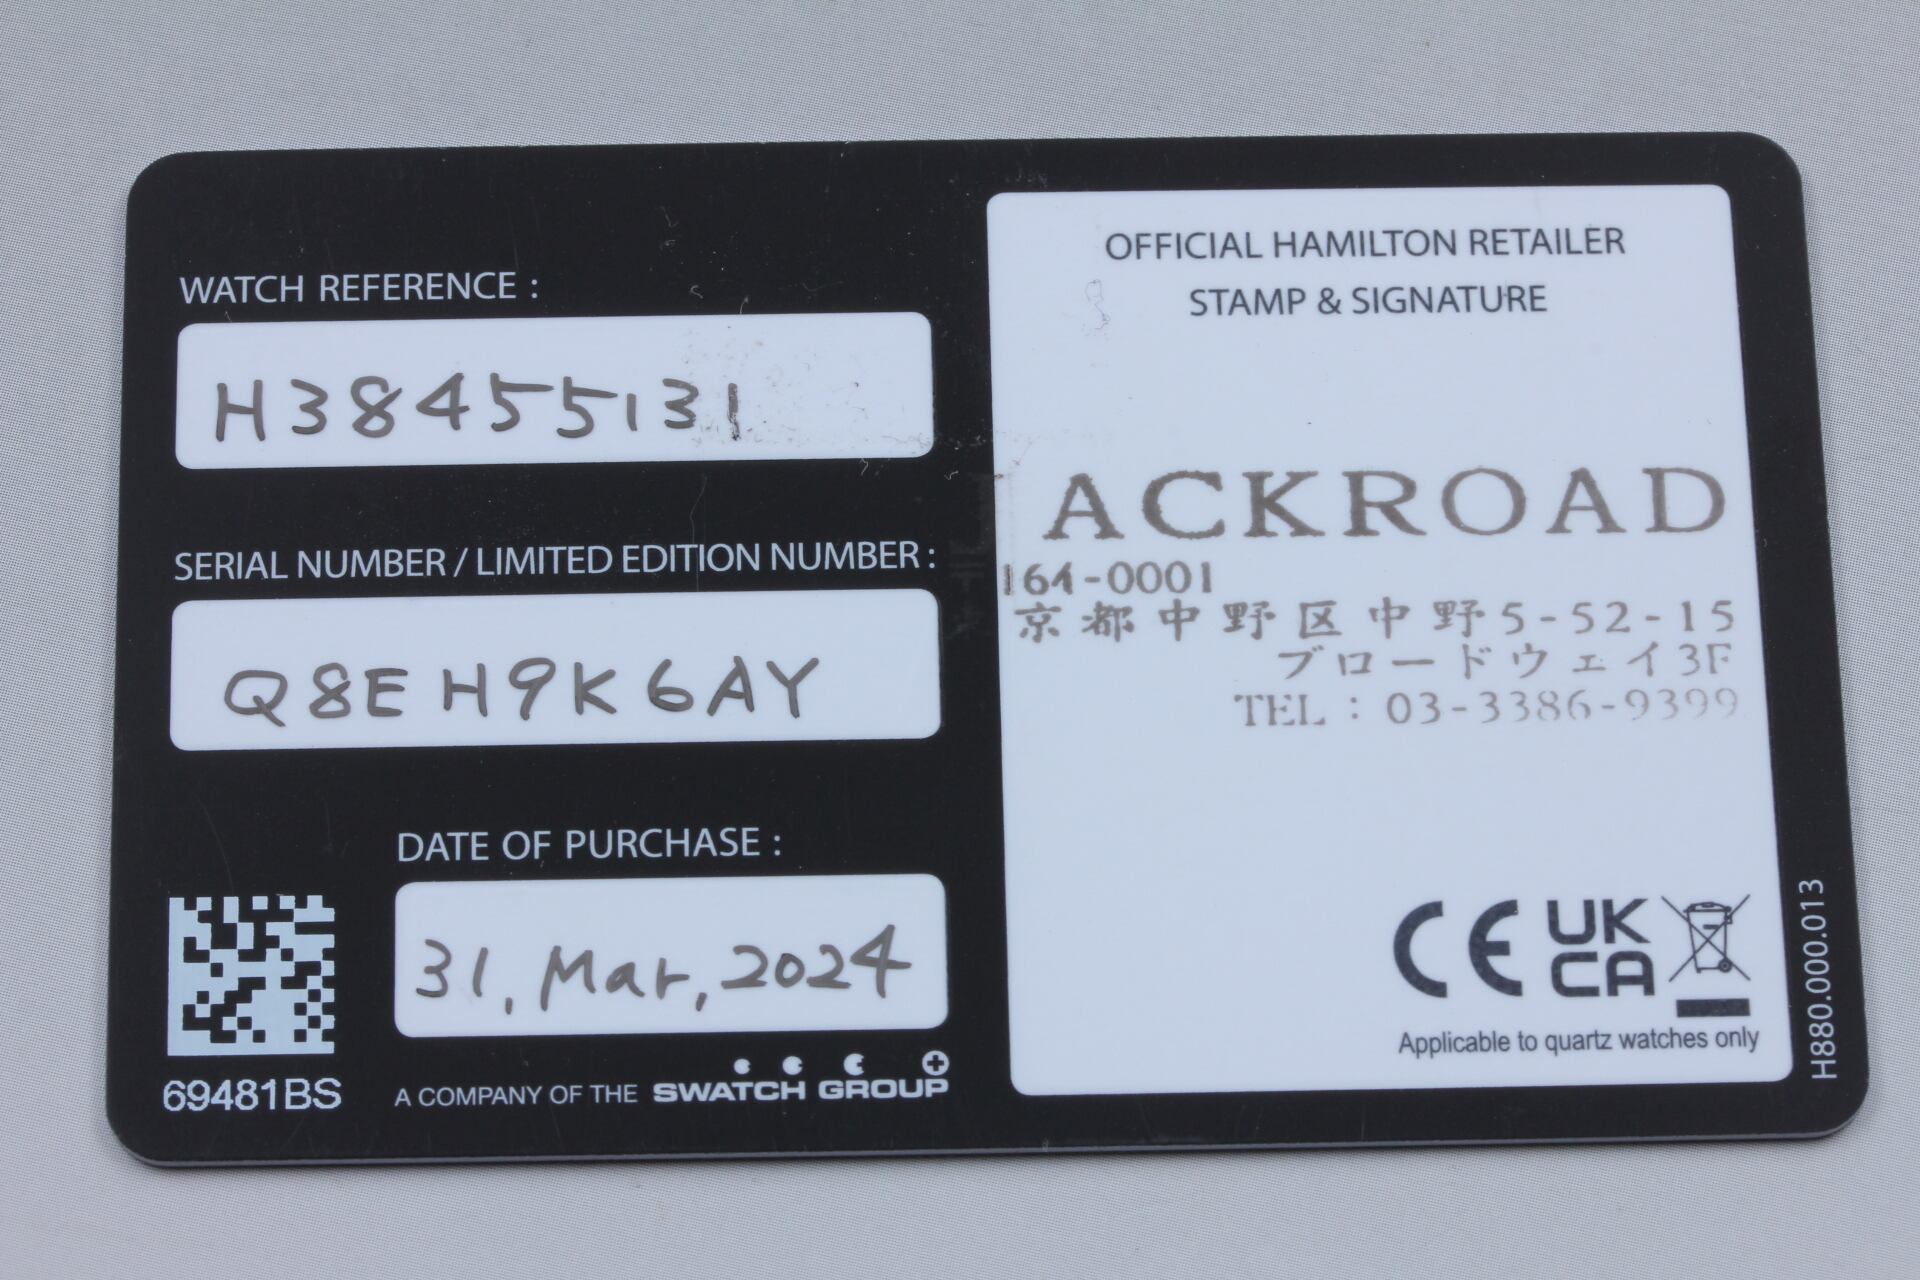 WATCH REFERENCE :
H38455131
SERIAL NUMBER / LIMITED EDITION NUMBER :
Q8EH9K6AY
DATE OF PURCHASE :
31, Mar, 2024
69481BS
A COMPANY OF THE SWATCH GROUP
OFFICIAL HAMILTON RETAILER
STAMP & SIGNATURE
ACKROAD
164-0001
京都中野区中野5-52-15
ブロードウェイ3F
TEL : 03-3386-9399
CE UK CA
Applicable to quartz watches only
H880.000.013